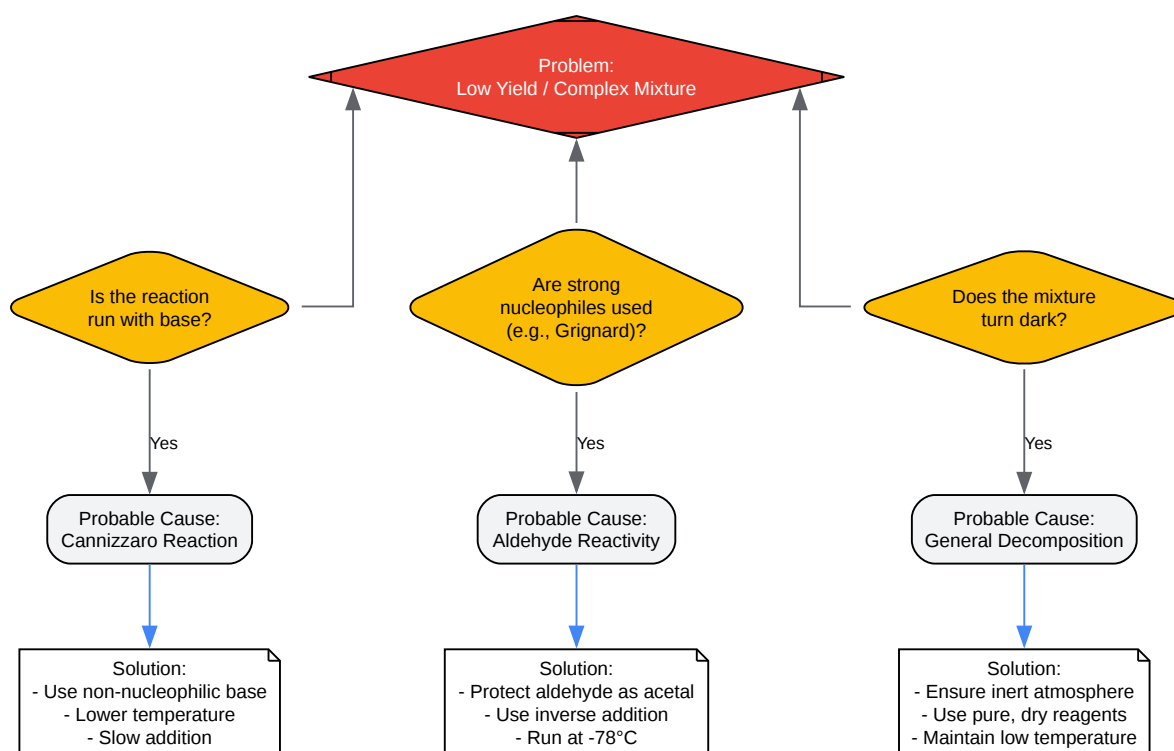 Problem:
Low Yield / Complex Mixture
Is the reaction
run with base?
Are strong
nucleophiles used
(e.g., Grignard)?
Does the mixture
turn dark?
Yes
Yes
Yes
Probable Cause:
Cannizzaro Reaction
Probable Cause:
Aldehyde Reactivity
Probable Cause:
General Decomposition
Solution:
- Use non-nucleophilic base
- Lower temperature
- Slow addition
Solution:
- Protect aldehyde as acetal
- Use inverse addition
- Run at -78°C
Solution:
- Ensure inert atmosphere
- Use pure, dry reagents
- Maintain low temperature